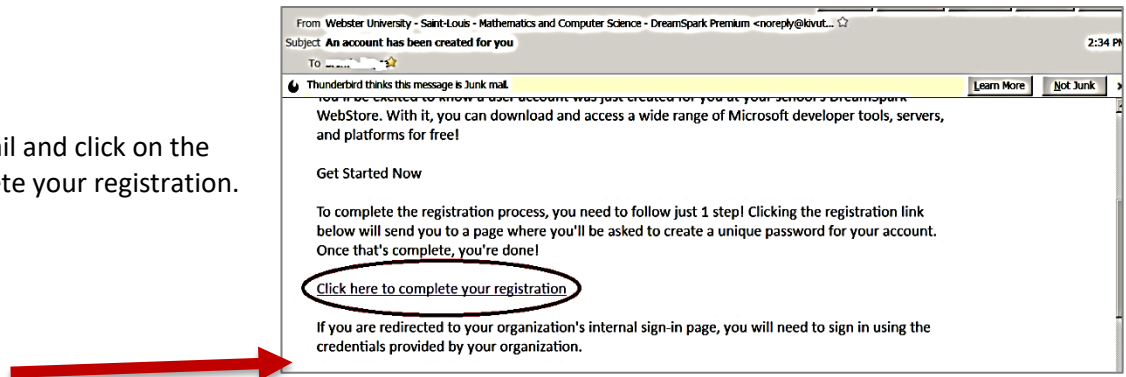 From Webster University - Saint-Louis - Mathematics and Computer Science - DreamSpark Premium <noreply@kivut...
Subject An account has been created for you 2:34 PM
To
Thunderbird thinks this message is Junk mail. Learn More Not Junk x
You'll be excited to know a user account was just created for you at your school's DreamSpark
WebStore. With it, you can download and access a wide range of Microsoft developer tools, servers,
and platforms for free!
il and click on the
te your registration.
Get Started Now
To complete the registration process, you need to follow just 1 step! Clicking the registration link
below will send you to a page where you'll be asked to create a unique password for your account.
Once that's complete, you're done!
Click here to complete your registration
If you are redirected to your organization's internal sign-in page, you will need to sign in using the
credentials provided by your organization.